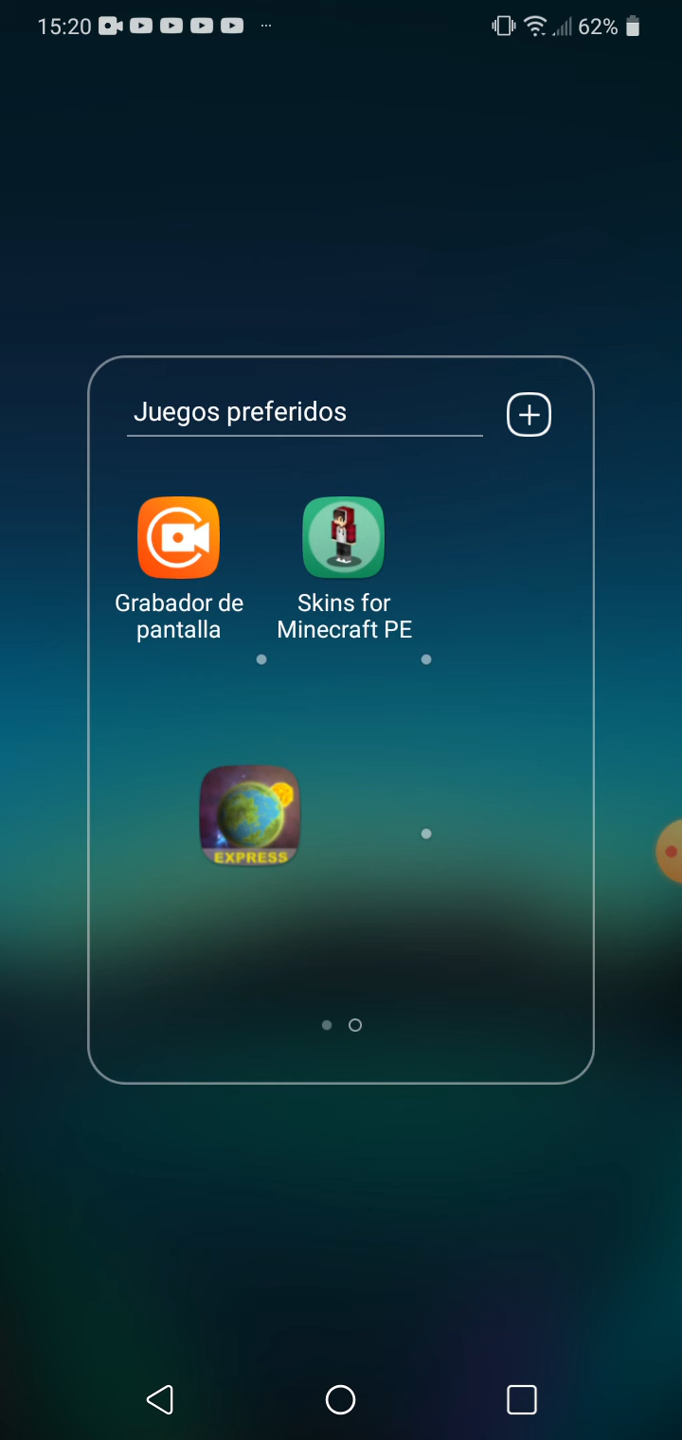 15:20
62%
Juegos preferidos
Grabador de
pantalla
Skins for
Minecraft PE
EXPRESS